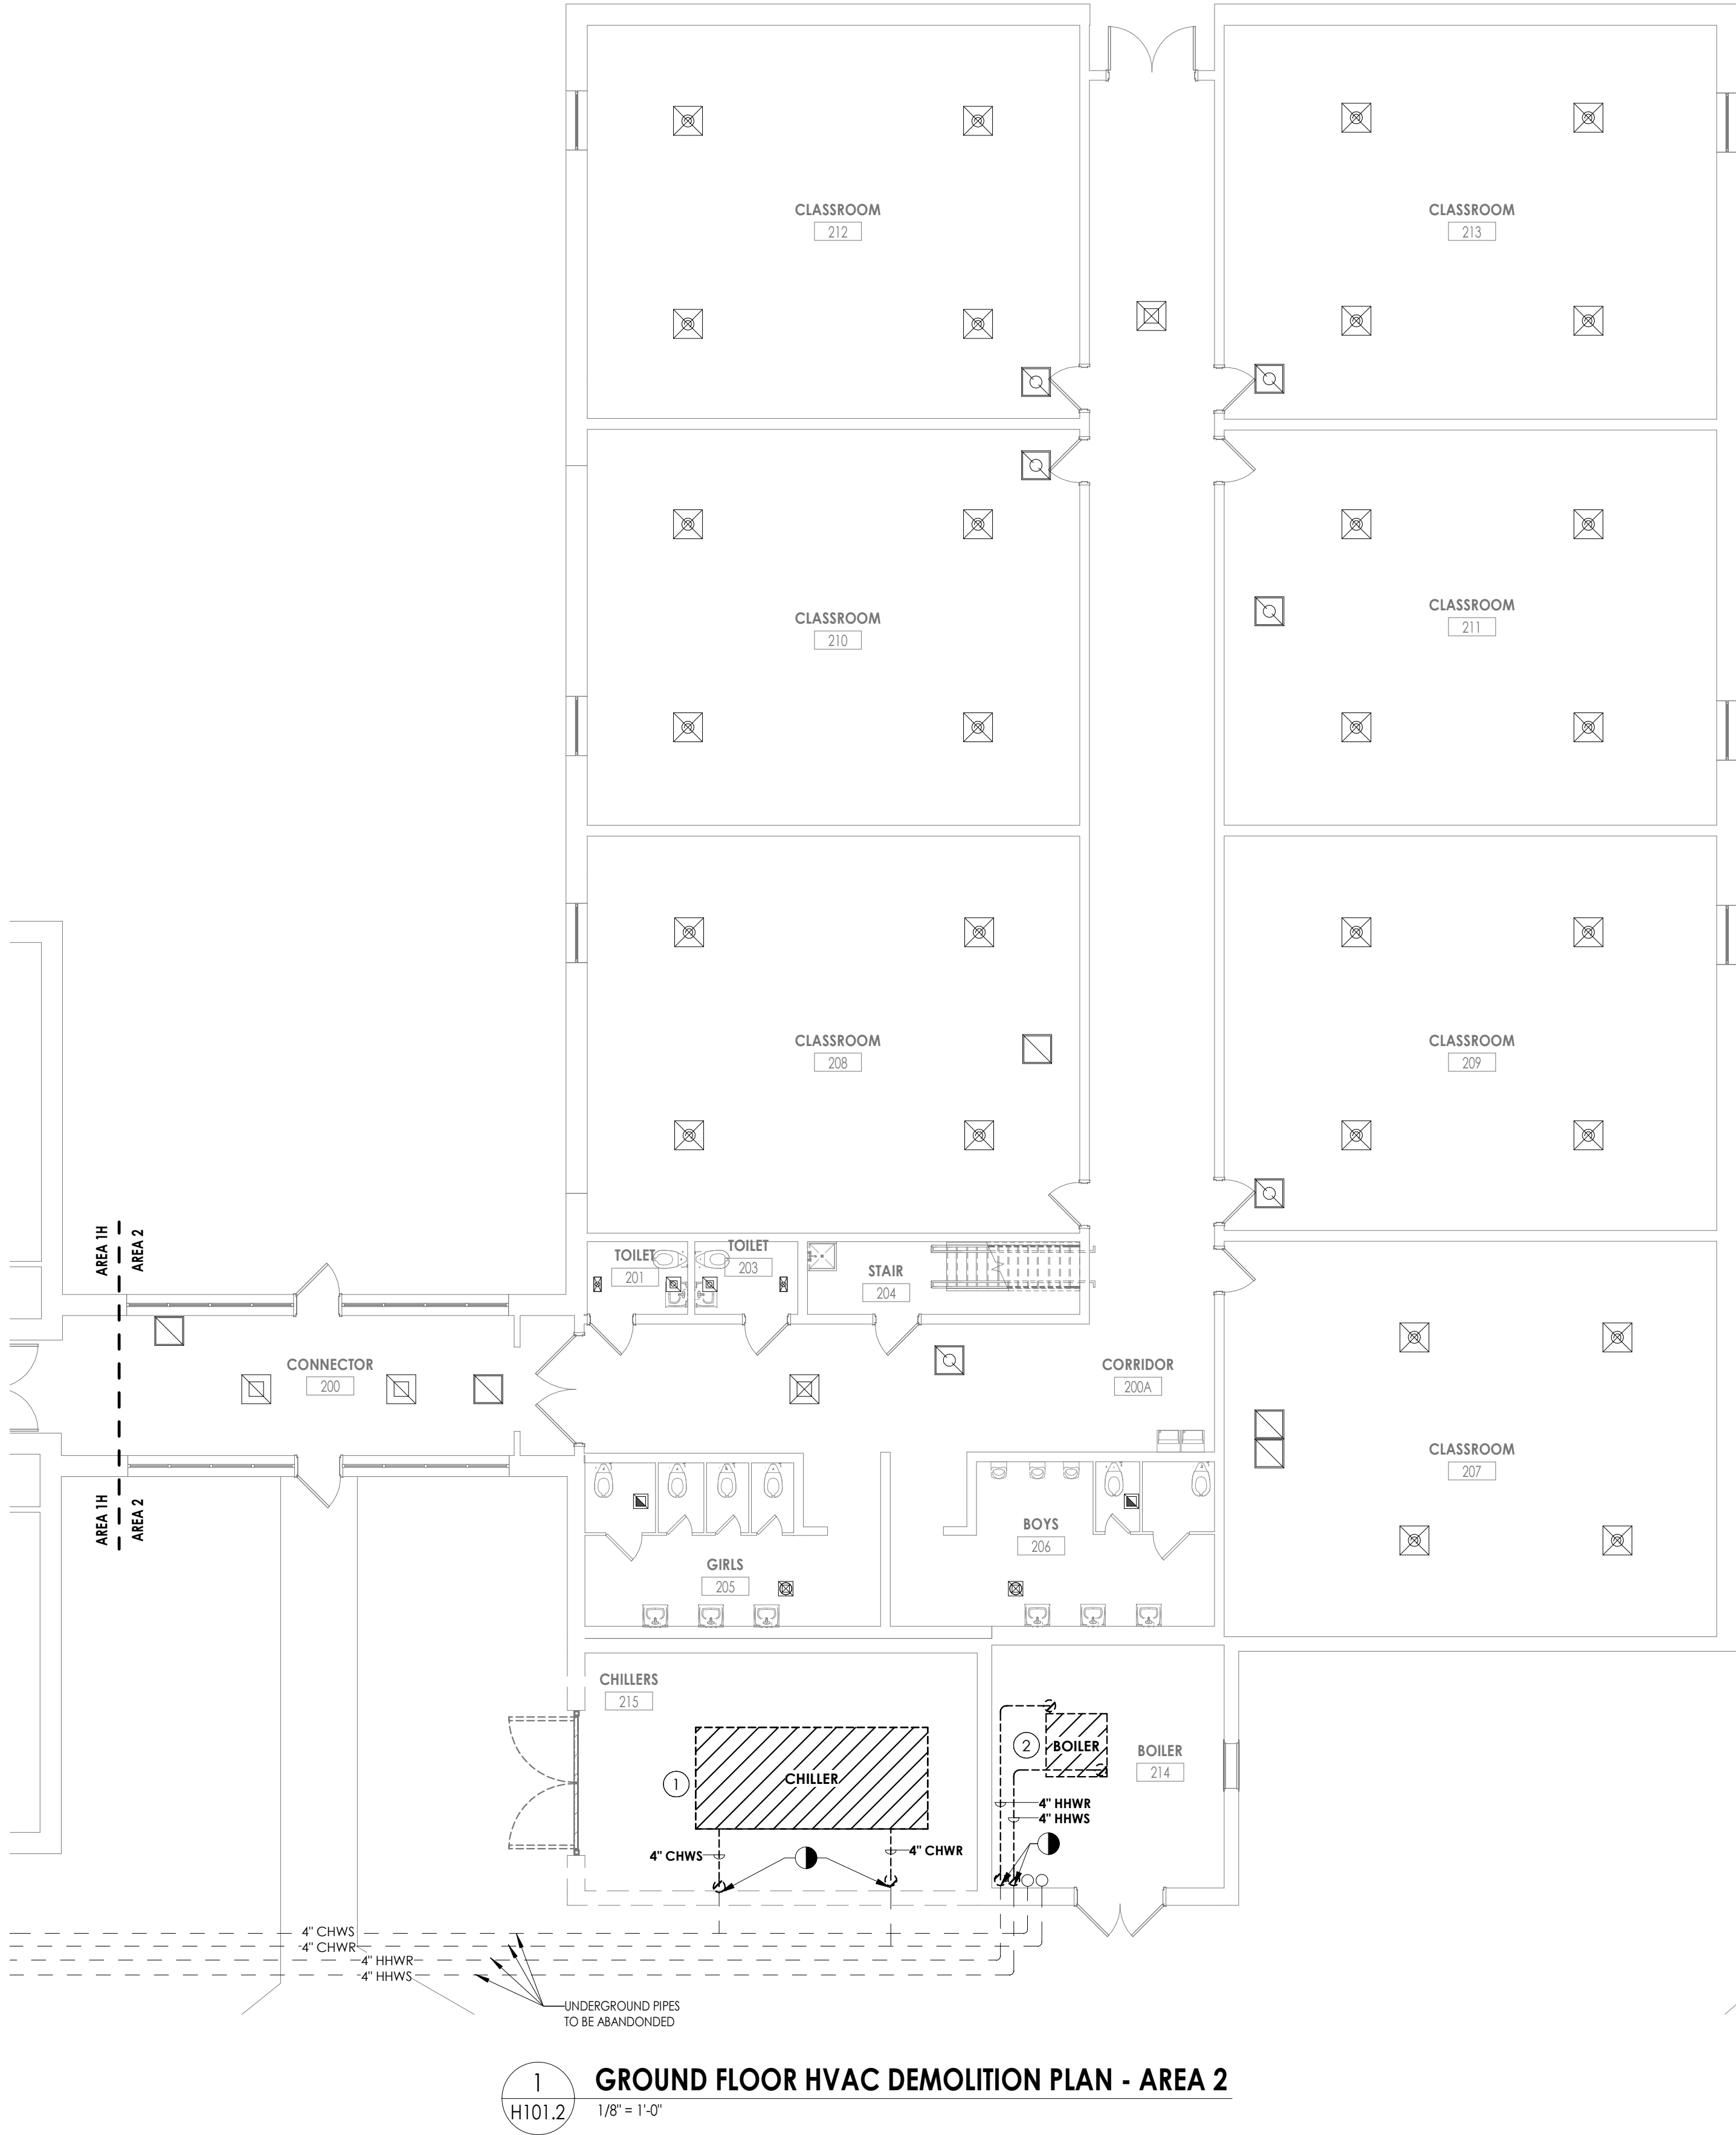 CLASSROOM
212
CLASSROOM
213
CLASSROOM
210
CLASSROOM
211
CLASSROOM
208
CLASSROOM
209
AREA 1H
AREA 2
TOILET
201
TOILET
203
STAIR
204
CONNECTOR
200
CORRIDOR
200A
CLASSROOM
207
AREA 1H
AREA 2
GIRLS
205
BOYS
206
CHILLERS
215
1
CHILLER
2
BOILER
BOILER
214
4" HHWR
4" HHWS
4" CHWS
4" CHWR
4" CHWS
4" CHWR
4" HHWR
4" HHWS
UNDERGROUND PIPES
TO BE ABANDONDED
1
H101.2
GROUND FLOOR HVAC DEMOLITION PLAN - AREA 2
1/8" = 1'-0"